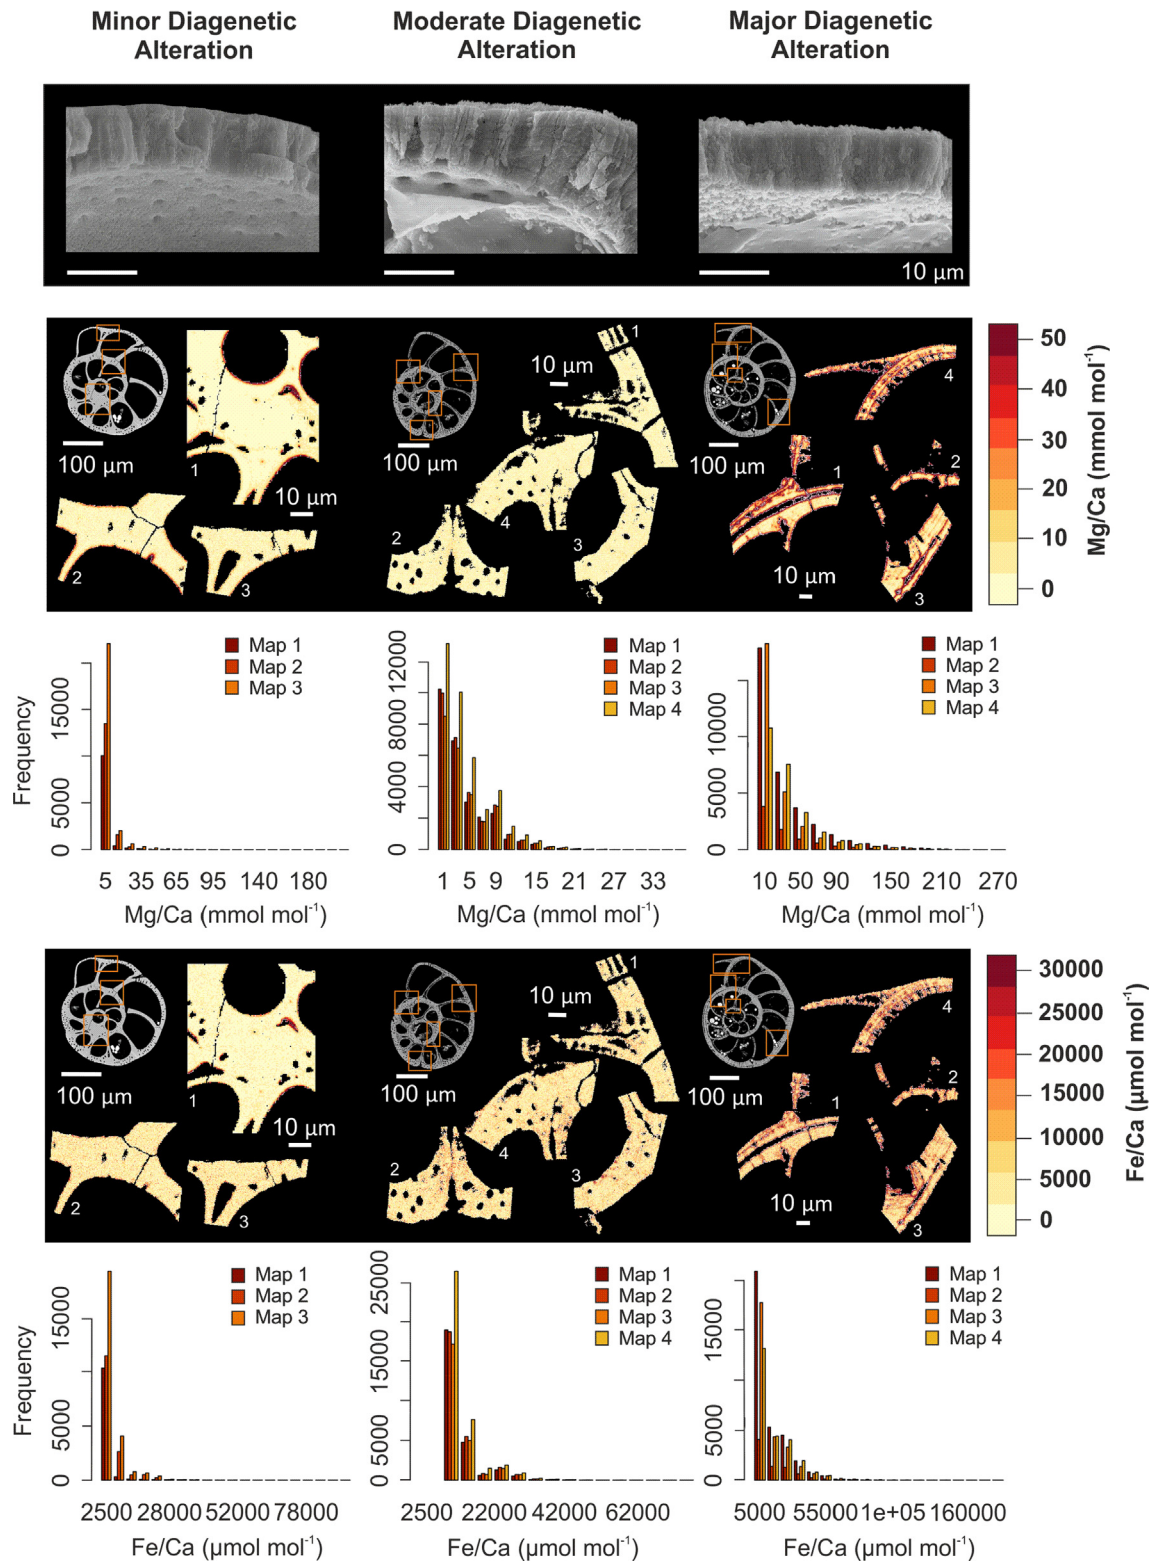 Minor Diagenetic Alteration
Moderate Diagenetic Alteration
Major Diagenetic Alteration
10 µm
100 µm
1
10 µm
2
3
100 µm
10 µm
1
2
4
3
100 µm
4
1
2
10 µm
3
50
40
30
20
10
0
Mg/Ca (mmol mol⁻¹)
Frequency
15000
5000
0
Map 1
Map 2
Map 3
5 35 65 95 140 180
Mg/Ca (mmol mol⁻¹)
12000
8000
4000
0
Map 1
Map 2
Map 3
Map 4
1 5 9 15 21 27 33
Mg/Ca (mmol mol⁻¹)
10000
5000
0
Map 1
Map 2
Map 3
Map 4
10 50 90 150 210 270
Mg/Ca (mmol mol⁻¹)
100 µm
1
10 µm
2
3
100 µm
10 µm
1
2
4
3
100 µm
4
1
2
10 µm
3
30000
25000
20000
15000
10000
5000
0
Fe/Ca (µmol mol⁻¹)
Frequency
15000
5000
0
Map 1
Map 2
Map 3
2500 28000 52000 78000
Fe/Ca (µmol mol⁻¹)
25000
15000
5000
0
Map 1
Map 2
Map 3
Map 4
2500 22000 42000 62000
Fe/Ca (µmol mol⁻¹)
15000
5000
0
Map 1
Map 2
Map 3
Map 4
5000 55000 1e+05 160000
Fe/Ca (µmol mol⁻¹)